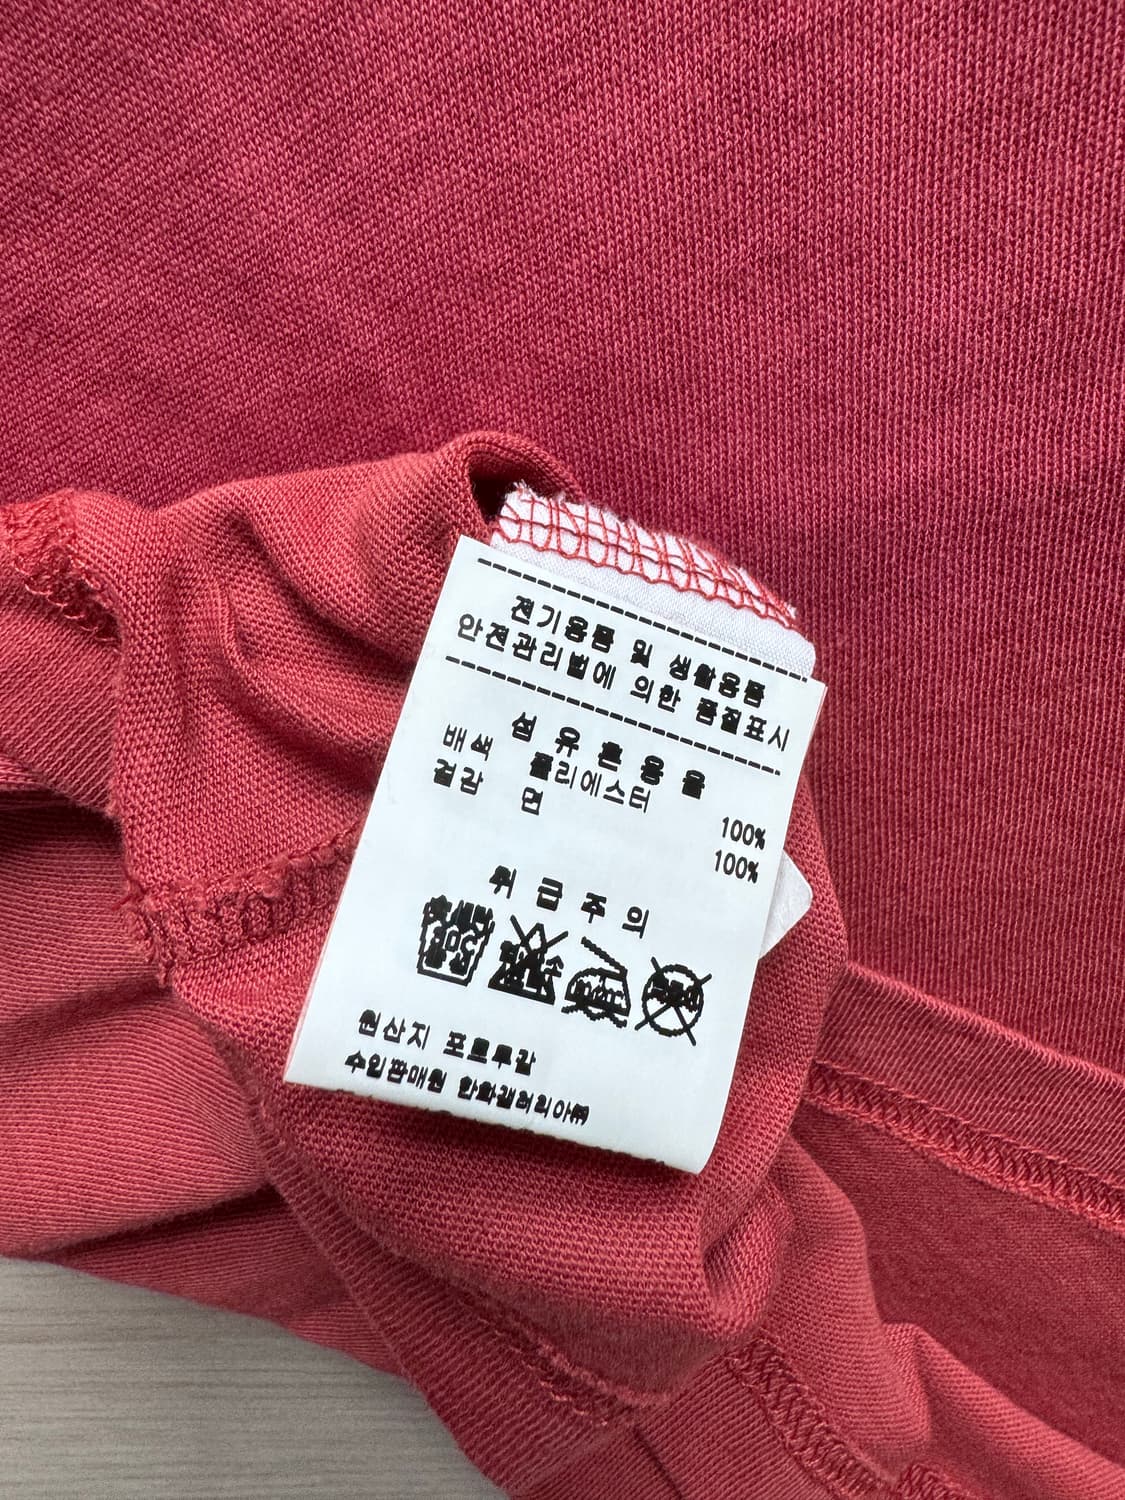 전기용품 및 생활용품
안전관리법에 의한 품질표시
섬 유 혼 용 율
배색 폴리에스터 100%
겉감 면 100%
취 급 주 의
원산지 포르투갈
수입판매원 한화갤러리아㈜